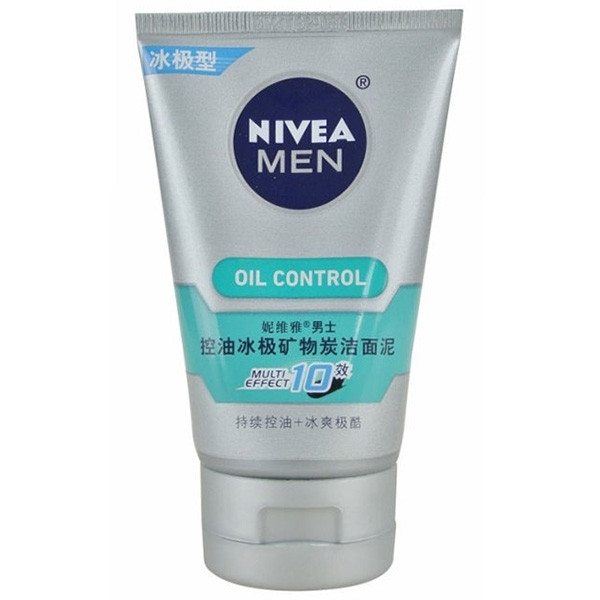 冰极型
®
NIVEA
MEN
OIL CONTROL
妮维雅®男士
控油冰极矿物炭洁面泥
MULTI
EFFECT 10效
持续控油+冰爽极酷